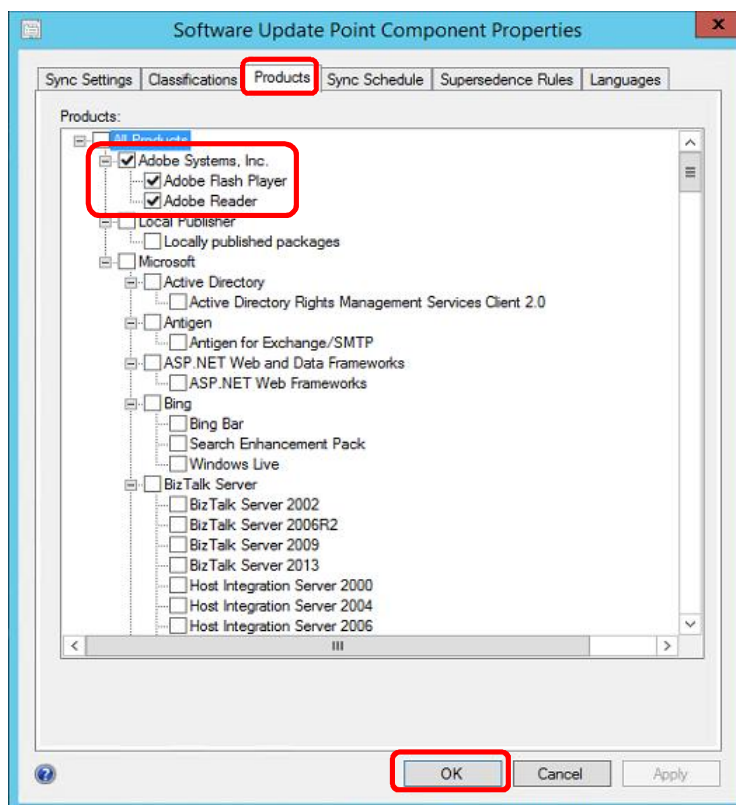 Software Update Point Component Properties
x
Sync Settings Classifications Products Sync Schedule Supersedence Rules Languages
Products:
All Products
Adobe Systems, Inc.
Adobe Flash Player
Adobe Reader
Local Publisher
Locally published packages
Microsoft
Active Directory
Active Directory Rights Management Services Client 2.0
Antigen
Antigen for Exchange/SMTP
ASP.NET Web and Data Frameworks
ASP.NET Web Frameworks
Bing
Bing Bar
Search Enhancement Pack
Windows Live
BizTalk Server
BizTalk Server 2002
BizTalk Server 2006R2
BizTalk Server 2009
BizTalk Server 2013
Host Integration Server 2000
Host Integration Server 2004
Host Integration Server 2006
OK Cancel Apply